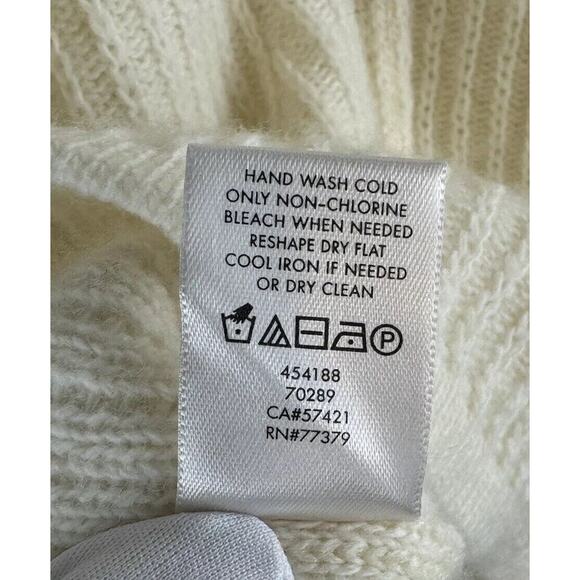 HAND WASH COLD
ONLY NON-CHLORINE
BLEACH WHEN NEEDED
RESHAPE DRY FLAT
COOL IRON IF NEEDED
OR DRY CLEAN
P
454188
70289
CA#57421
RN#77379